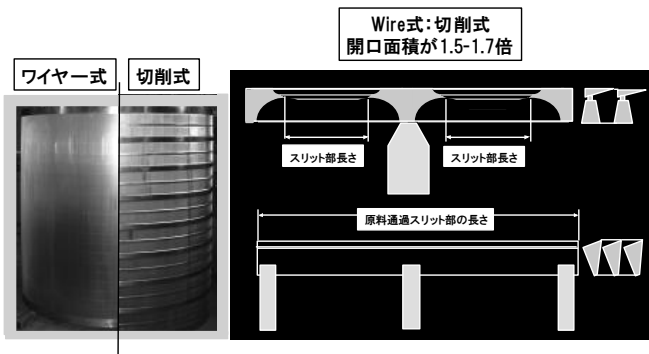 Wire式:切削式
開口面積が1.5-1.7倍
ワイヤー式
切削式
スリット部長さ
スリット部長さ
原料通過スリット部の長さ